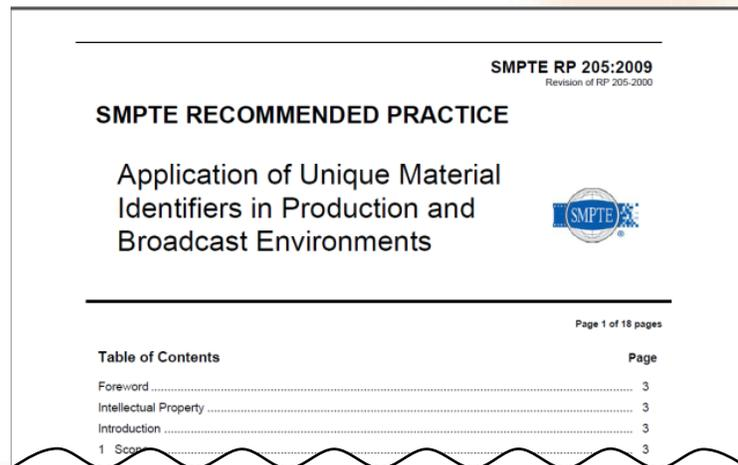 SMPTE RP 205:2009
Revision of RP 205-2000
SMPTE RECOMMENDED PRACTICE
Application of Unique Material
Identifiers in Production and
Broadcast Environments
SMPTE
®
Page 1 of 18 pages
Table of Contents Page
Foreword ........................................................ 3
Intellectual Property ........................................................ 3
Introduction ........................................................ 3
1 Scope ........................................................ 3